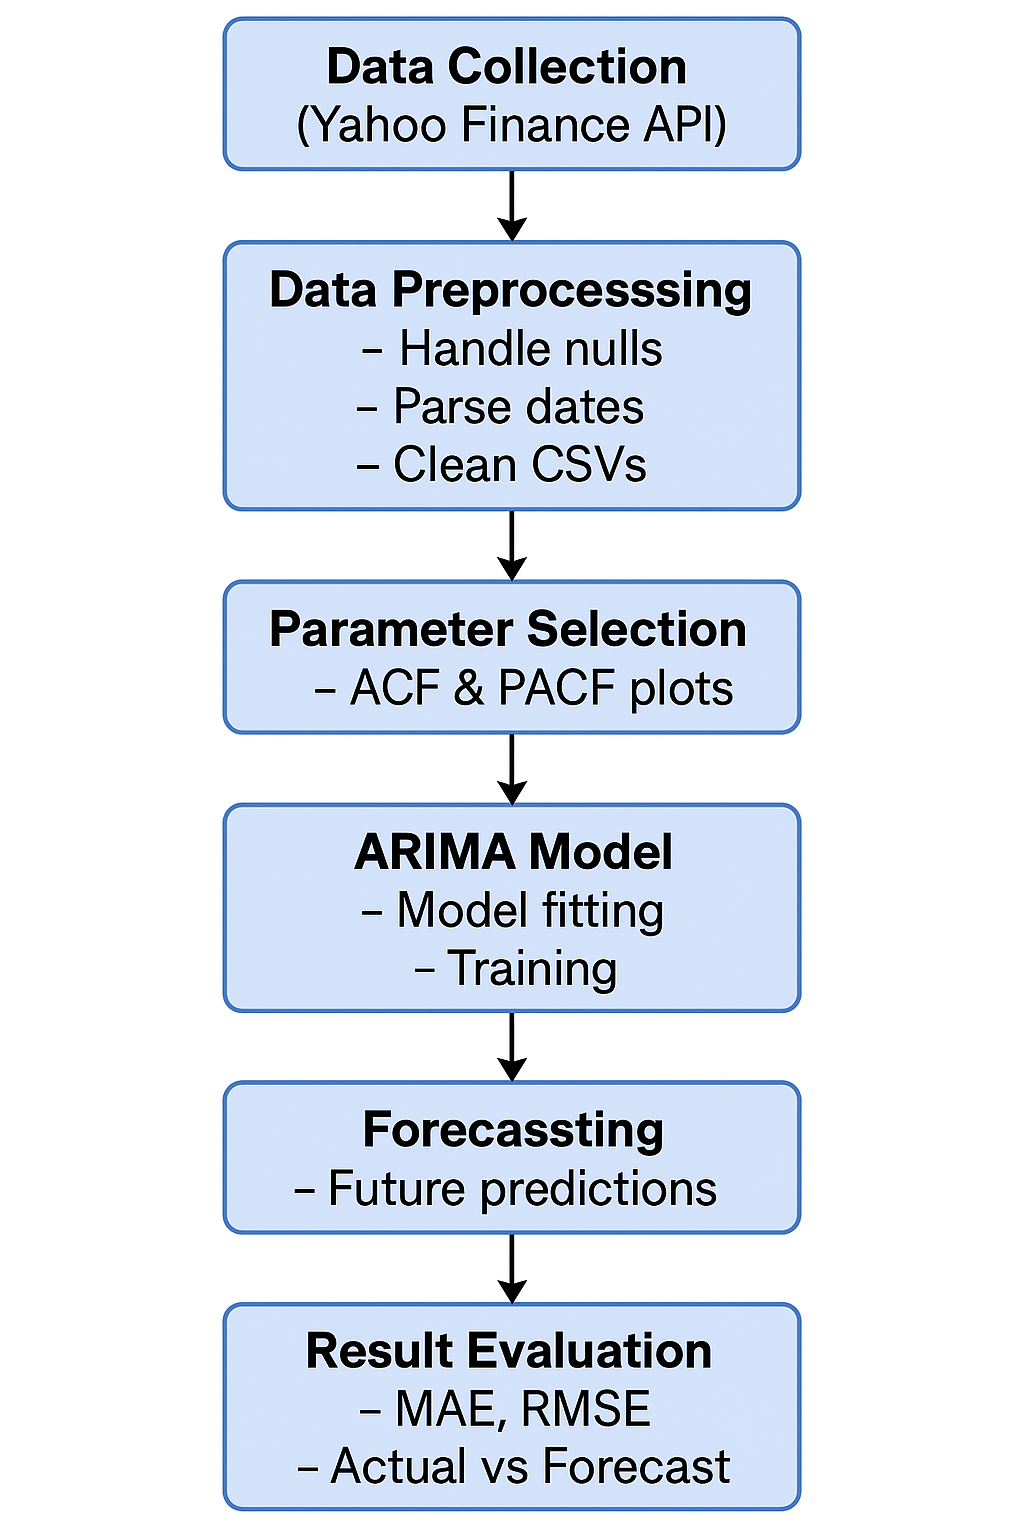 Data Collection
(Yahoo Finance API)
Data Preprocesssing
– Handle nulls
– Parse dates
– Clean CSVs
Parameter Selection
– ACF & PACF plots
ARIMA Model
– Model fitting
– Training
Forecassting
– Future predictions
Result Evaluation
– MAE, RMSE
– Actual vs Forecast